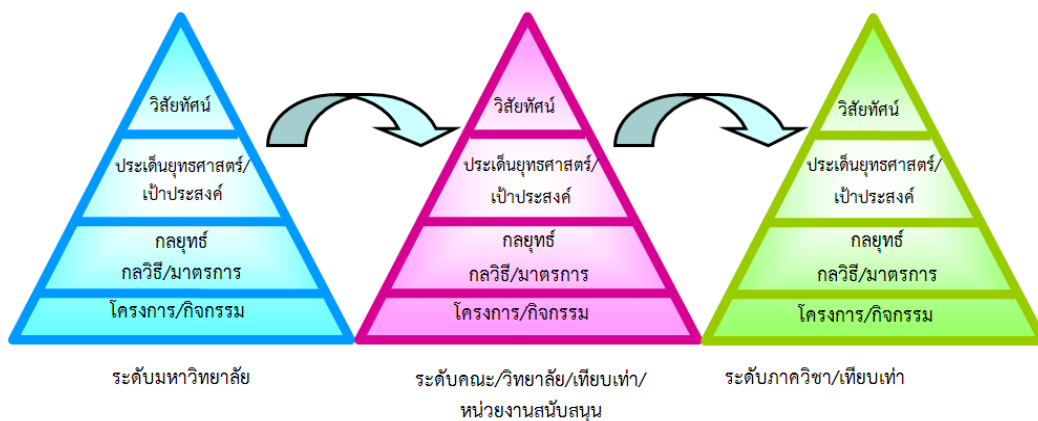 วิสัยทัศน์
ประเด็นยุทธศาสตร์/
เป้าประสงค์
กลยุทธ์
กลวิธี/มาตรการ
โครงการ/กิจกรรม
ระดับมหาวิทยาลัย
วิสัยทัศน์
ประเด็นยุทธศาสตร์/
เป้าประสงค์
กลยุทธ์
กลวิธี/มาตรการ
โครงการ/กิจกรรม
ระดับคณะ/วิทยาลัย/เทียบเท่า/
หน่วยงานสนับสนุน
วิสัยทัศน์
ประเด็นยุทธศาสตร์/
เป้าประสงค์
กลยุทธ์
กลวิธี/มาตรการ
โครงการ/กิจกรรม
ระดับภาควิชา/เทียบเท่า